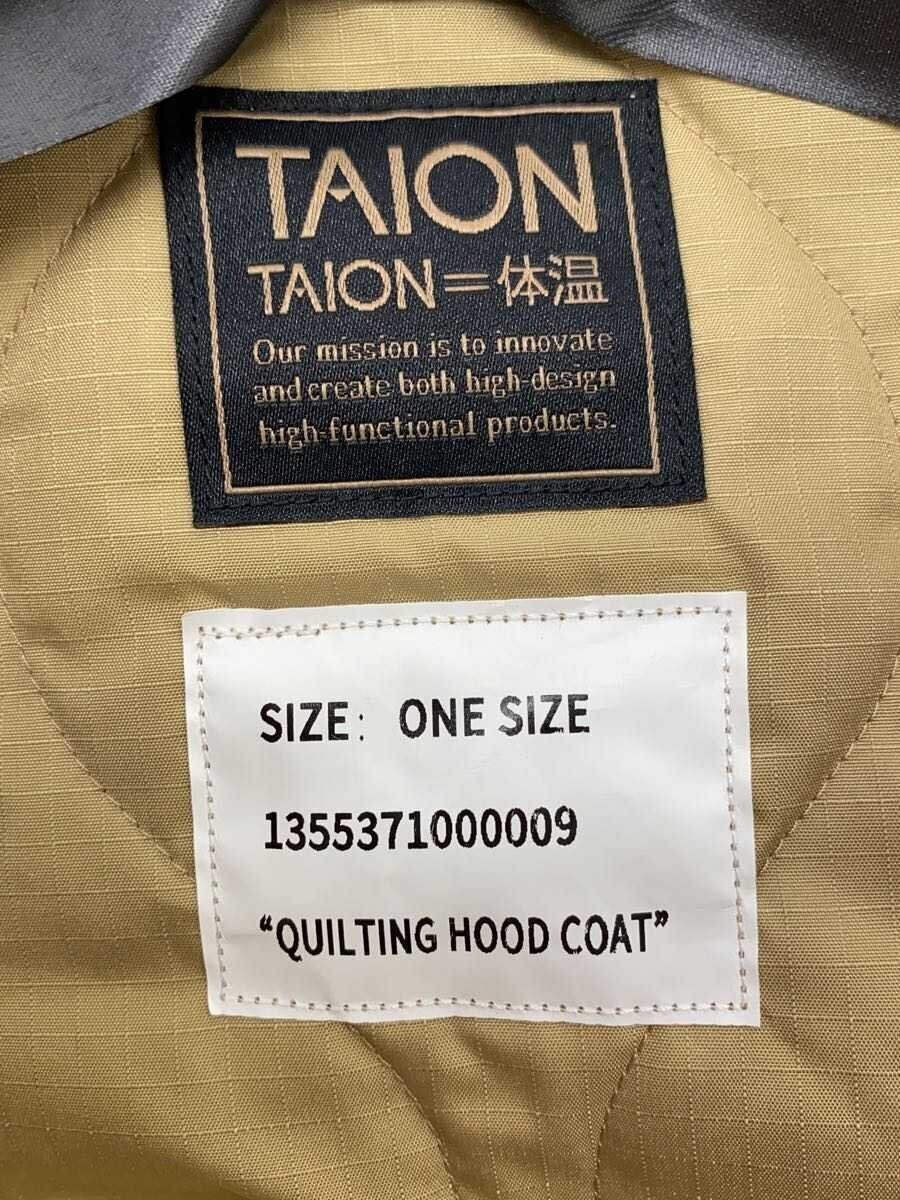 TAION
TAION=体温
Our mission is to innovate
and create both high-design
high-functional products.
SIZE: ONE SIZE
1355371000009
“QUILTING HOOD COAT”